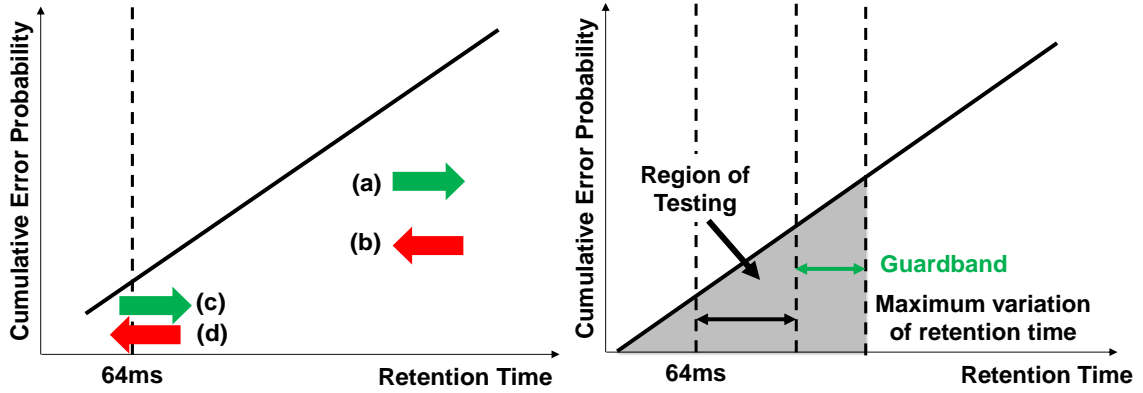 Cumulative Error Probability
(a)
(b)
(c)
(d)
64ms
Retention Time
Cumulative Error Probability
Region of
Testing
Guardband
Maximum variation
of retention time
64ms
Retention Time